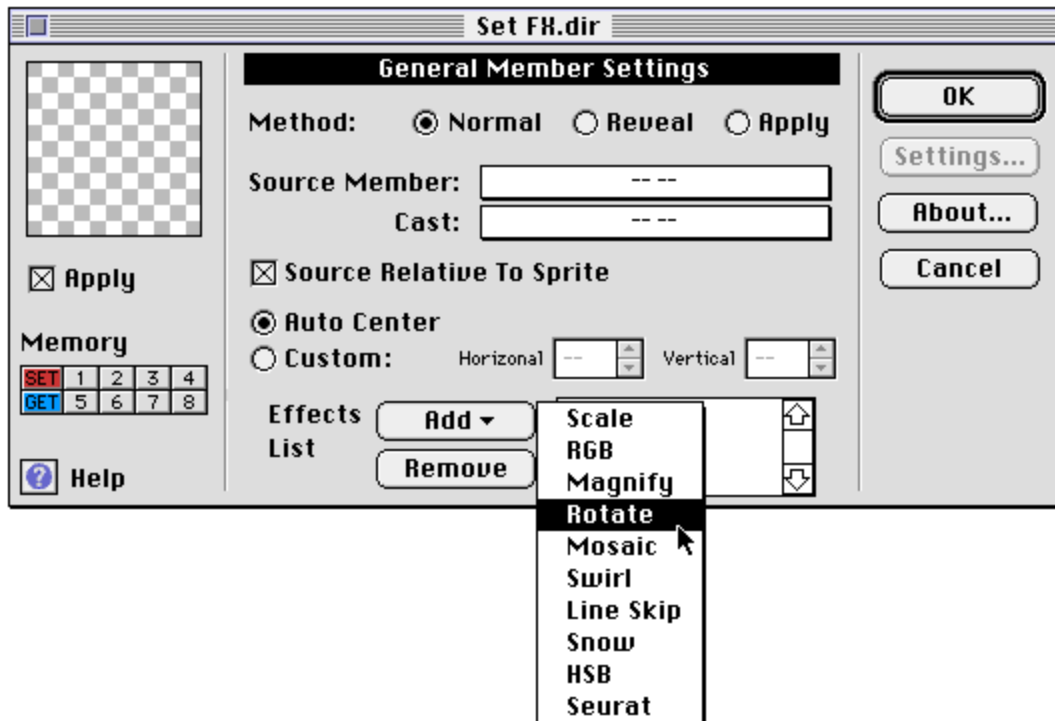 Set FX.dir
General Member Settings
Method: Normal Reveal Apply
Source Member: -- --
Cast: -- --
Source Relative To Sprite
Auto Center
Custom: Horizonal -- Vertical --
Effects List
Add
Remove
Scale
RGB
Magnify
Rotate
Mosaic
Swirl
Line Skip
Snow
HSB
Seurat
Apply
Memory
SET 1 2 3 4
GET 5 6 7 8
? Help
OK
Settings...
About...
Cancel